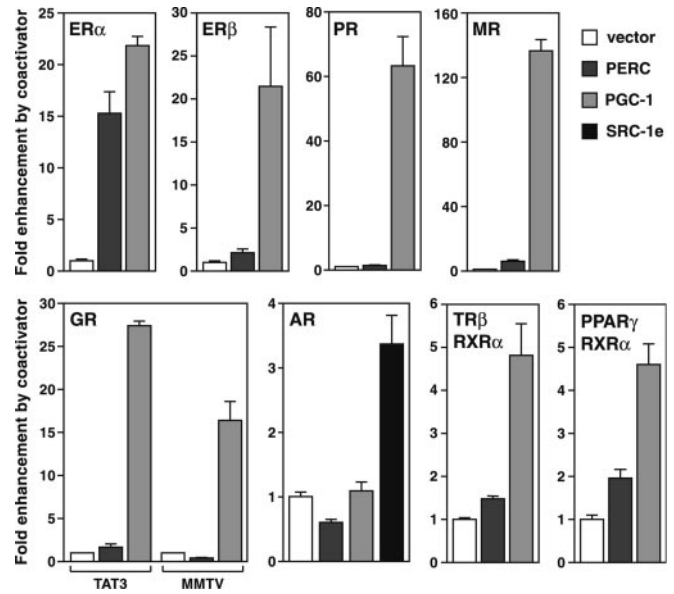 Fold enhancement by coactivator
ERα
25
20
15
10
5
0
ERβ
30
25
20
15
10
5
0
PR
80
60
40
20
0
MR
160
120
80
40
0
vector
PERC
PGC-1
SRC-1e
Fold enhancement by coactivator
GR
30
25
20
15
10
5
0
TAT3
MMTV
AR
4
3
2
1
0
TRβ
RXRα
6
5
4
3
2
1
0
PPARγ
RXRα
6
5
4
3
2
1
0